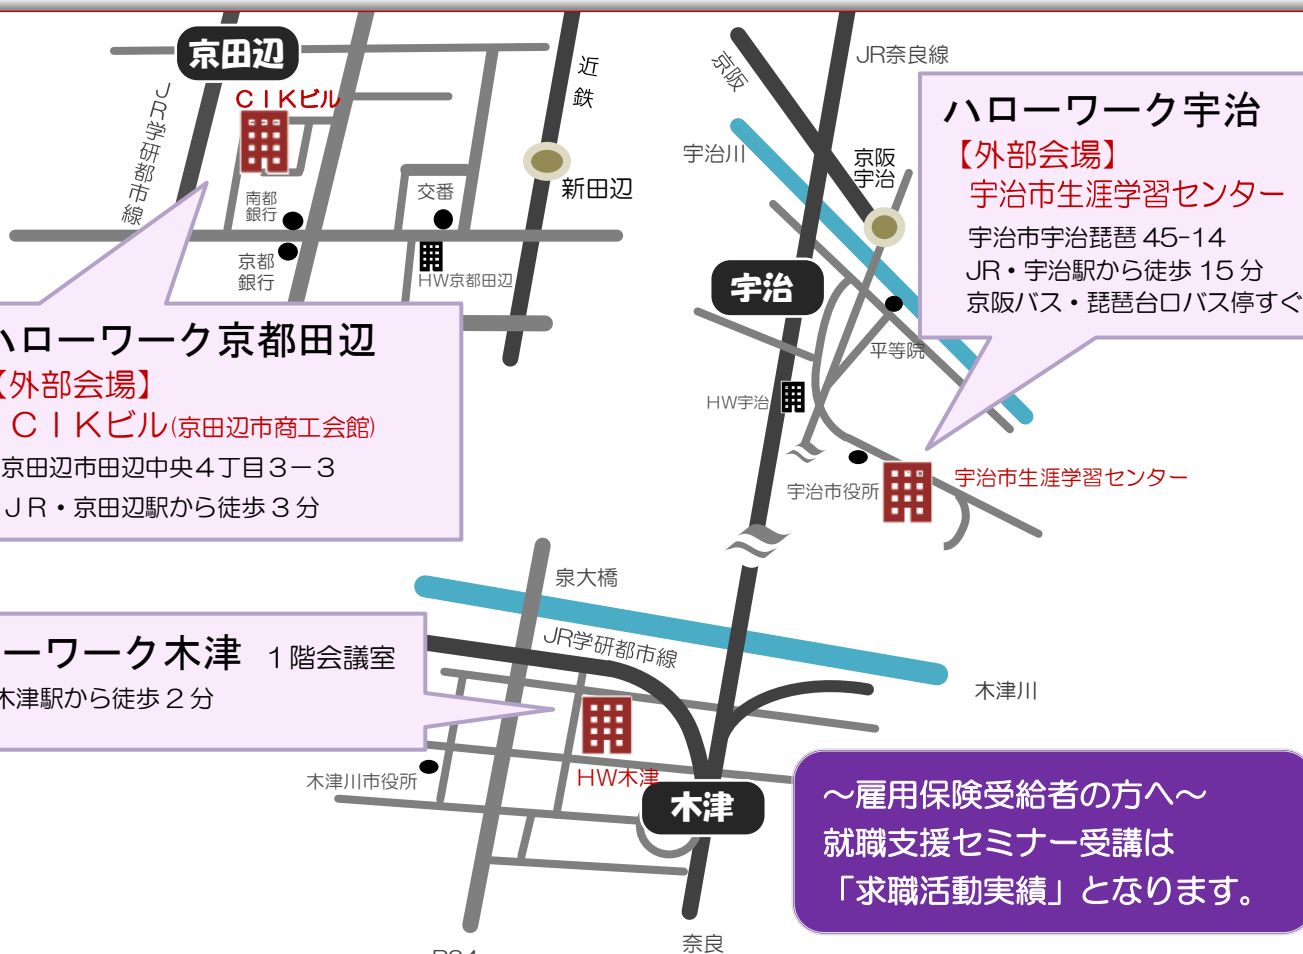 京田辺
ＣＩＫビル
ＪＲ学研都市線
近鉄
新田辺
南都
銀行
交番
京都
銀行
HW京都田辺
ハローワーク京都田辺
【外部会場】
ＣＩＫビル(京田辺市商工会館)
京田辺市田辺中央４丁目３－３
ＪＲ・京田辺駅から徒歩３分
京阪
JR奈良線
宇治川
京阪
宇治
ハローワーク宇治
【外部会場】
宇治市生涯学習センター
宇治市宇治琵琶 45-14
JR・宇治駅から徒歩 15 分
京阪バス・琵琶台口バス停すぐ
宇治
平等院
HW宇治
宇治市役所
宇治市生涯学習センター
泉大橋
JR学研都市線
ーワーク木津 １階会議室
木津駅から徒歩２分
木津川
木津川市役所
HW木津
木津
奈良
～雇用保険受給者の方へ～
就職支援セミナー受講は
「求職活動実績」となります。